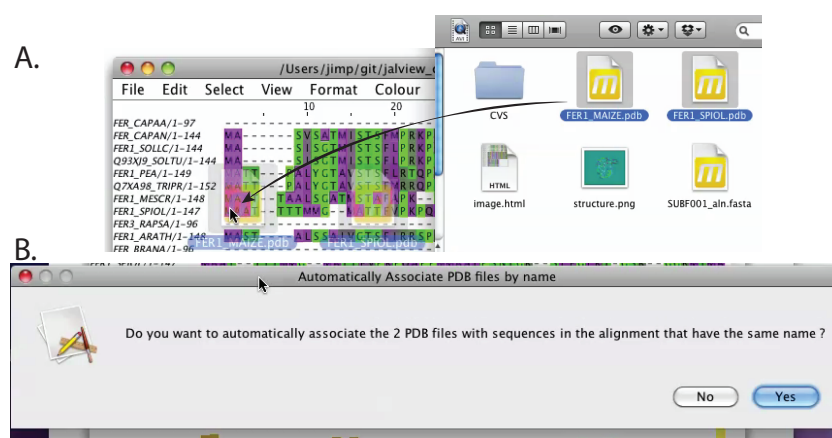 A.
/Users/jimp/git/jalview_
File Edit Select View Format Colour
10 20
FER_CAPAA/1-97
FER_CAPAN/1-144 MA - - - - - - S V S A T M I S T S F M P R K P
FER1_SOLLC/1-144 MA - - - - - - S I S G T M I S T S F L P R K P
Q93XJ9_SOLTU/1-144 MA
FER1_PEA/1-149
Q7XA98_TRIPR/1-152
FER1_MESCR/1-148
FER1_SPIOL/1-147
FER3_RAPSA/1-96
FER1_ARATH/1-148
FER_BRANA/1-96
FER1_MAIZE.pdb FER1_SPIOL.pdb
AVI
CVS FER1_MAIZE.pdb FER1_SPIOL.pdb
HTML
image.html structure.png SUBF001_aln.fasta
B.
Automatically Associate PDB files by name
Do you want to automatically associate the 2 PDB files with sequences in the alignment that have the same name ?
No Yes